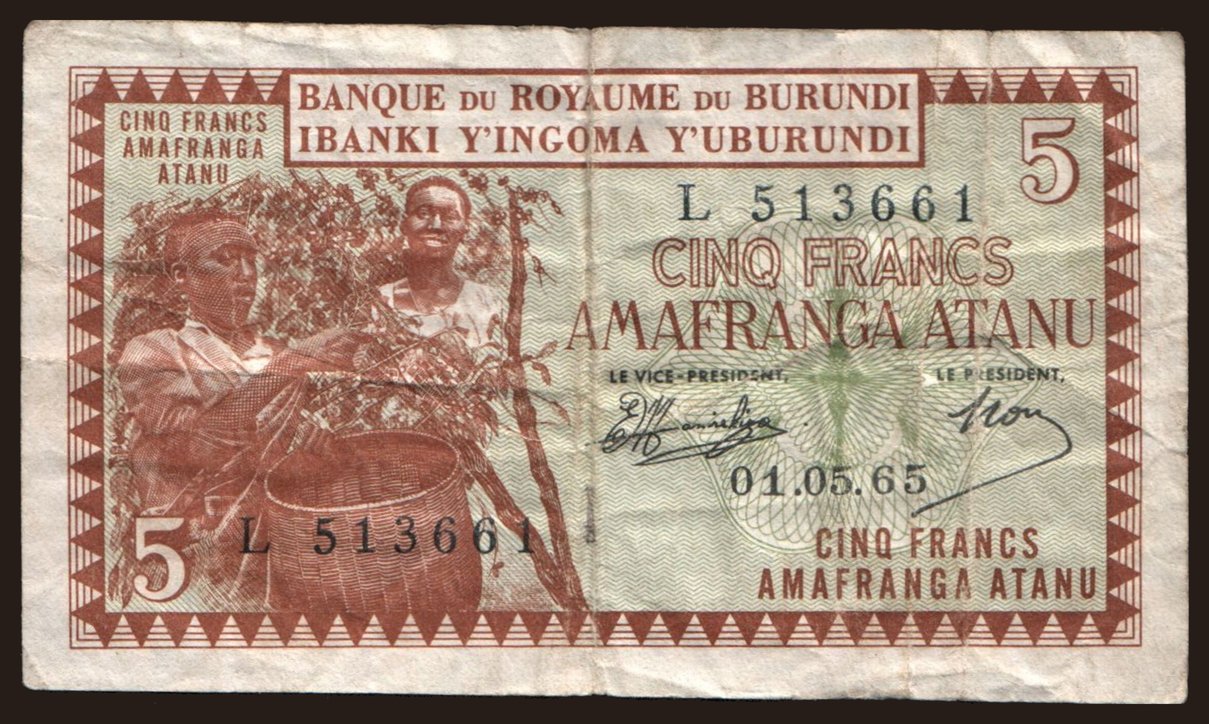 BANQUE DU ROYAUME DU BURUNDI
IBANKI Y'INGOMA Y'UBURUNDI
CINQ FRANCS
AMAFRANGA
ATANU
5
L 513661
CINQ FRANCS
AMAFRANGA ATANU
LE VICE-PRESIDENT,
LE PRESIDENT,
01.05.65
5
L 513661
CINQ FRANCS
AMAFRANGA ATANU